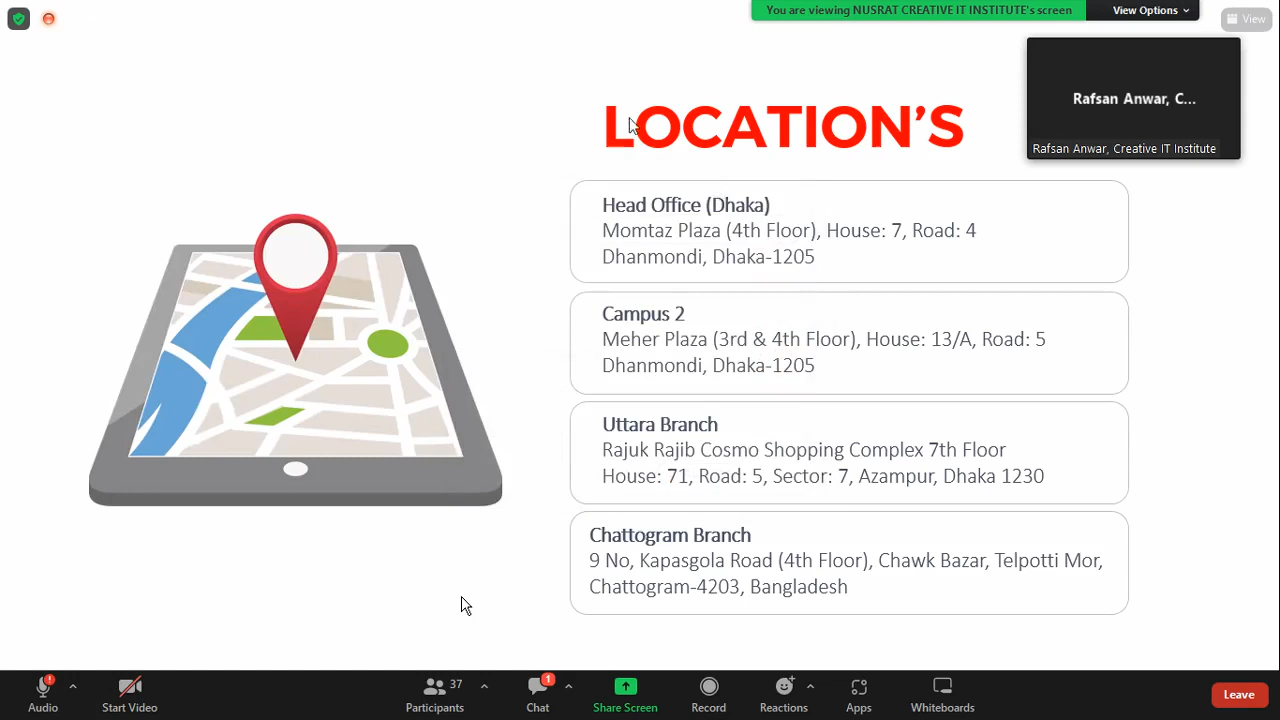 You are viewing NUSRAT CREATIVE IT INSTITUTE's screen
View Options
View
Rafsan Anwar, C...
Rafsan Anwar, Creative IT Institute
LOCATION’S
Head Office (Dhaka)
Momtaz Plaza (4th Floor), House: 7, Road: 4
Dhanmondi, Dhaka-1205
Campus 2
Meher Plaza (3rd & 4th Floor), House: 13/A, Road: 5
Dhanmondi, Dhaka-1205
Uttara Branch
Rajuk Rajib Cosmo Shopping Complex 7th Floor
House: 71, Road: 5, Sector: 7, Azampur, Dhaka 1230
Chattogram Branch
9 No, Kapasgola Road (4th Floor), Chawk Bazar, Telpotti Mor,
Chattogram-4203, Bangladesh
Audio
Start Video
37
Participants
1
Chat
Share Screen
Record
Reactions
Apps
Whiteboards
Leave